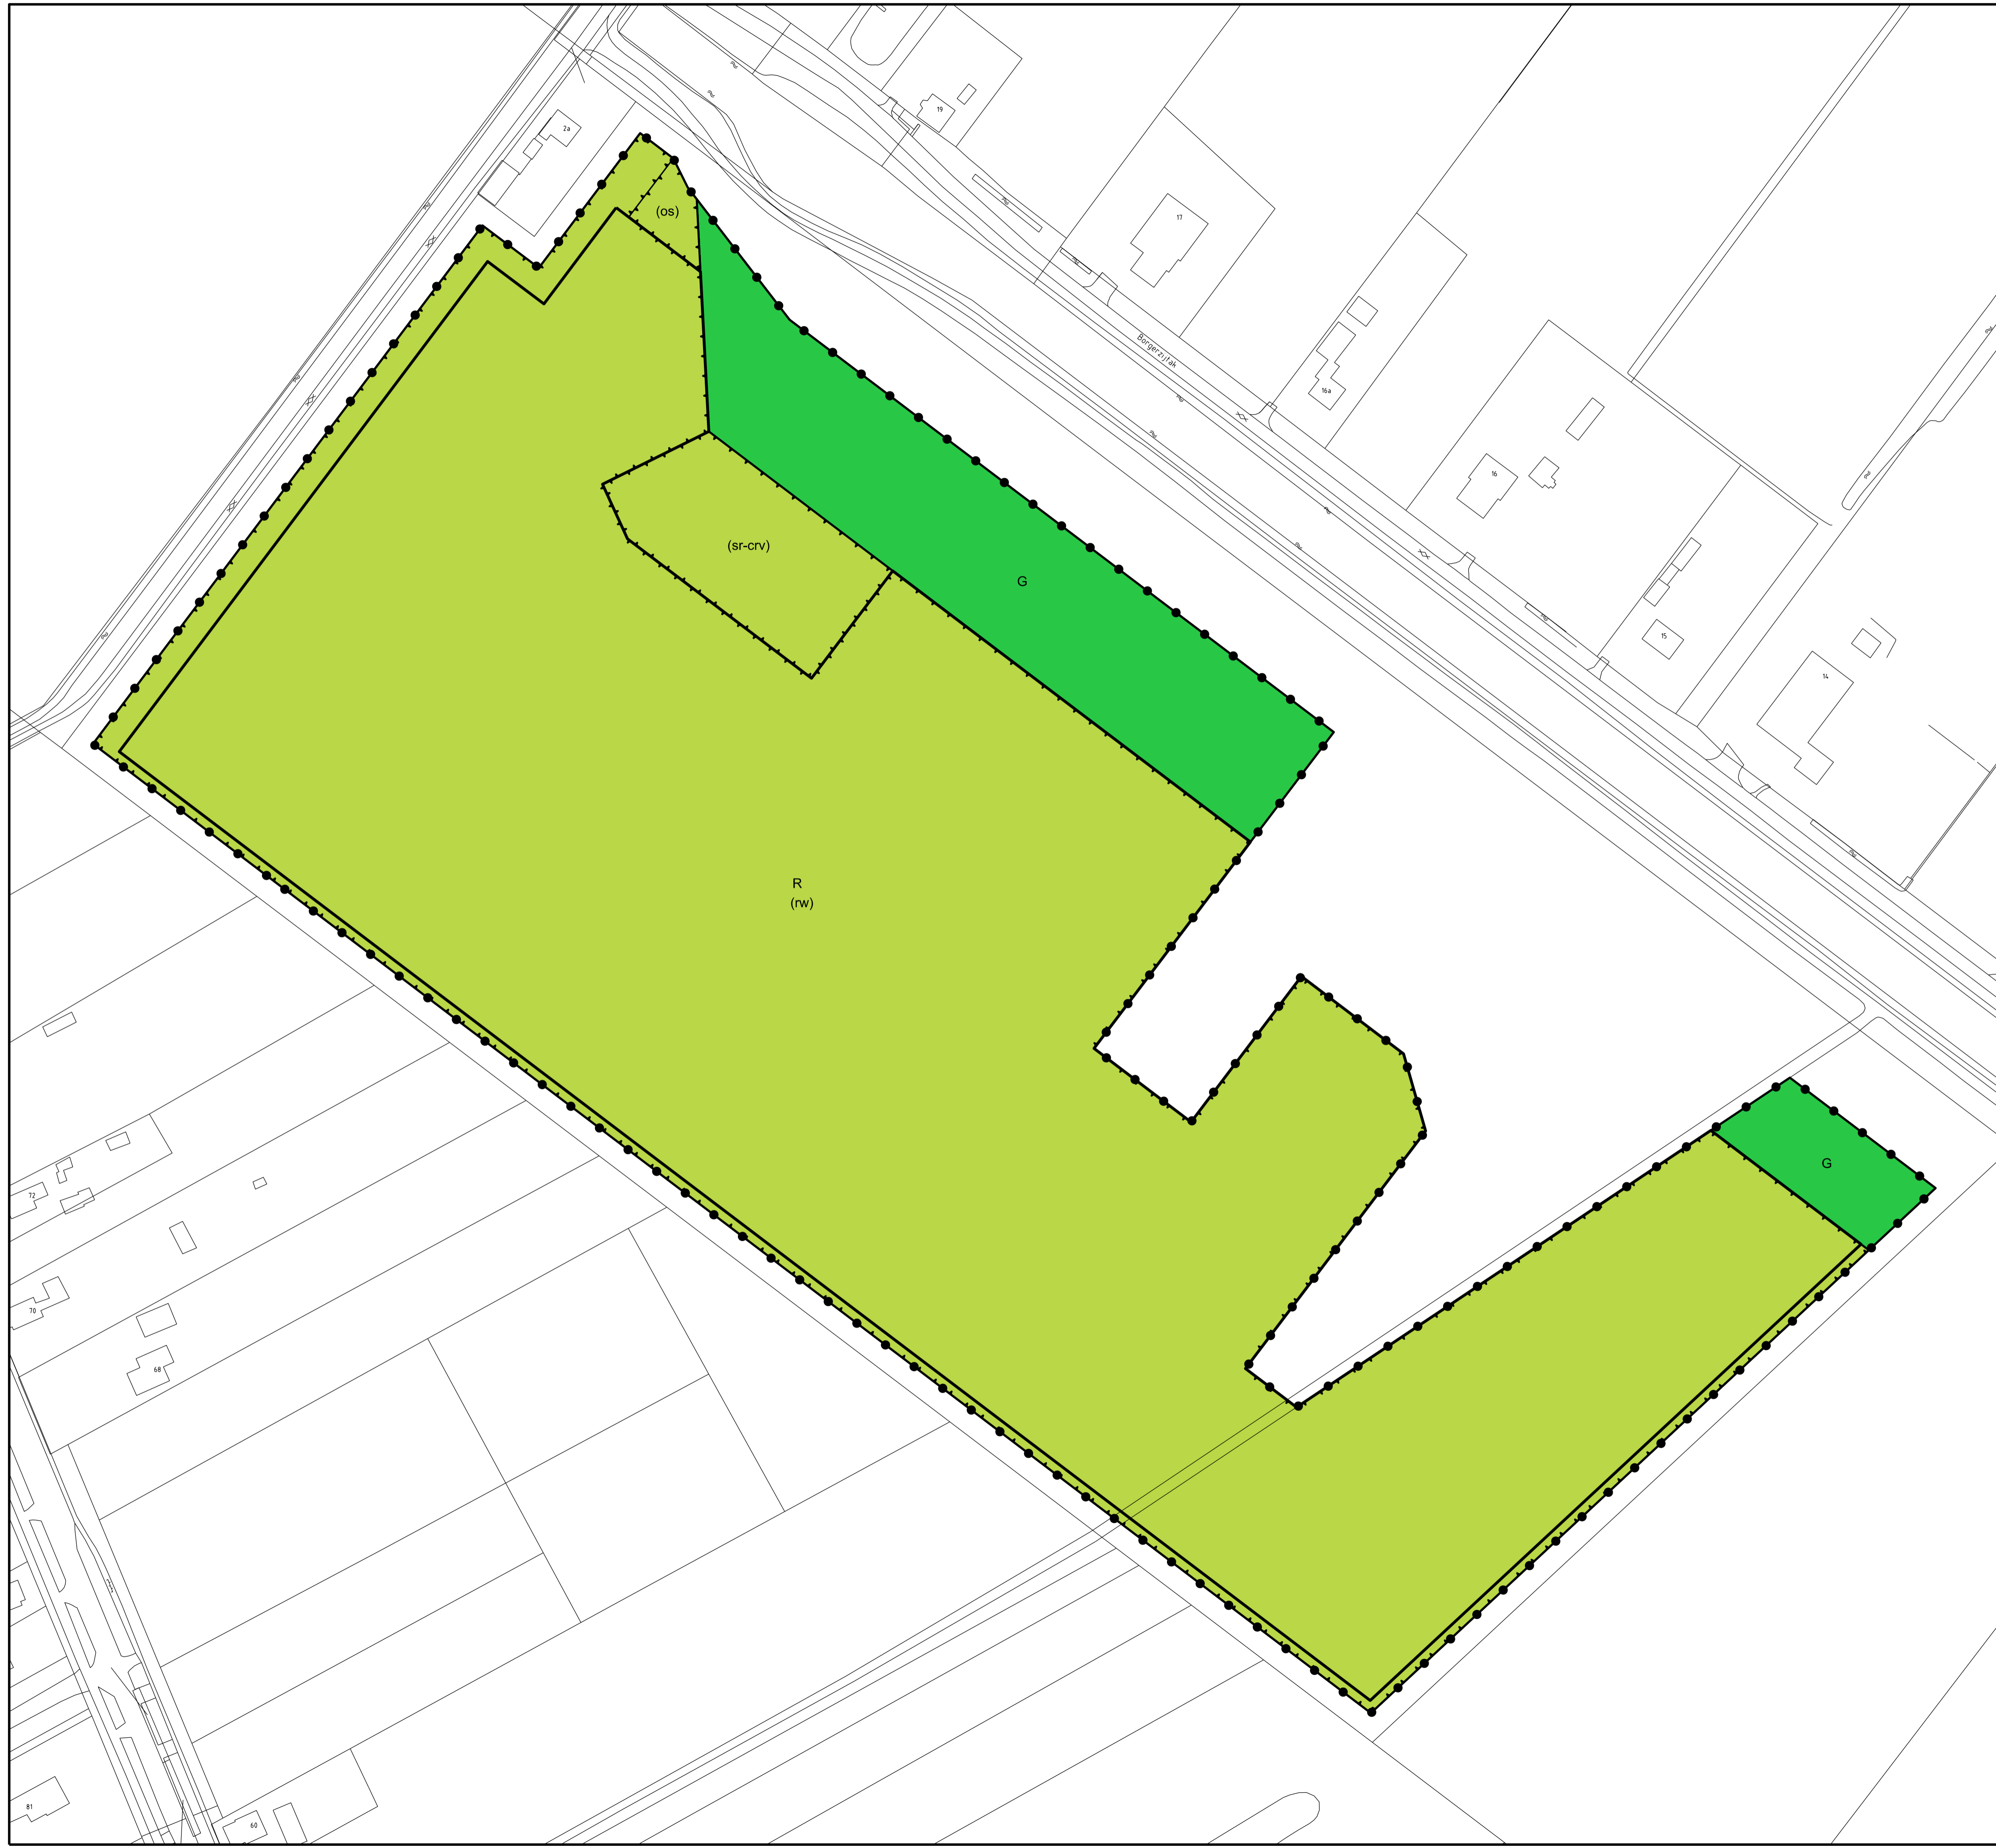 2a
19
17
(os)
Borgerzijtak
16a
16
(sr-crv)
G
15
14
R
(rw)
G
72
70
68
81
60